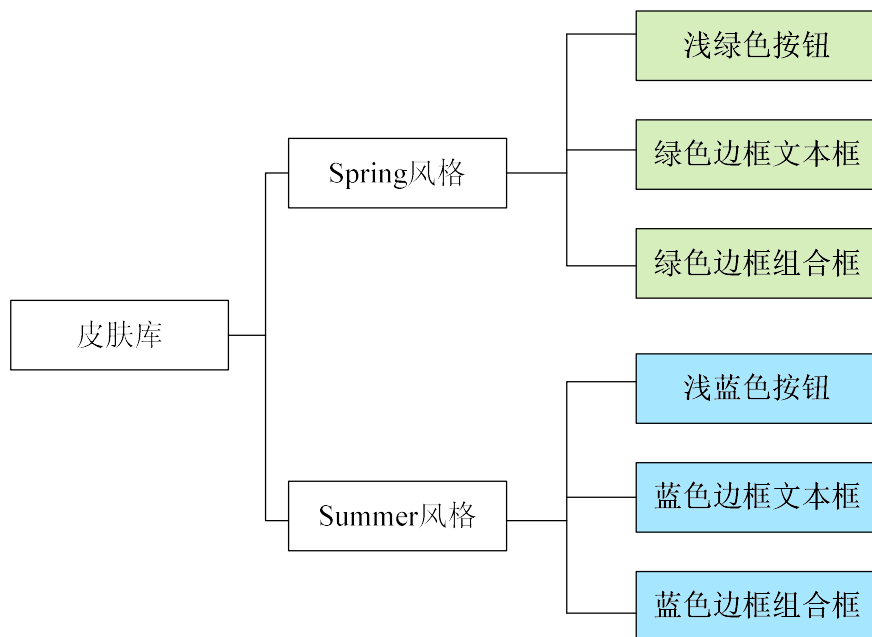 皮肤库
Spring风格
浅绿色按钮
绿色边框文本框
绿色边框组合框
Summer风格
浅蓝色按钮
蓝色边框文本框
蓝色边框组合框